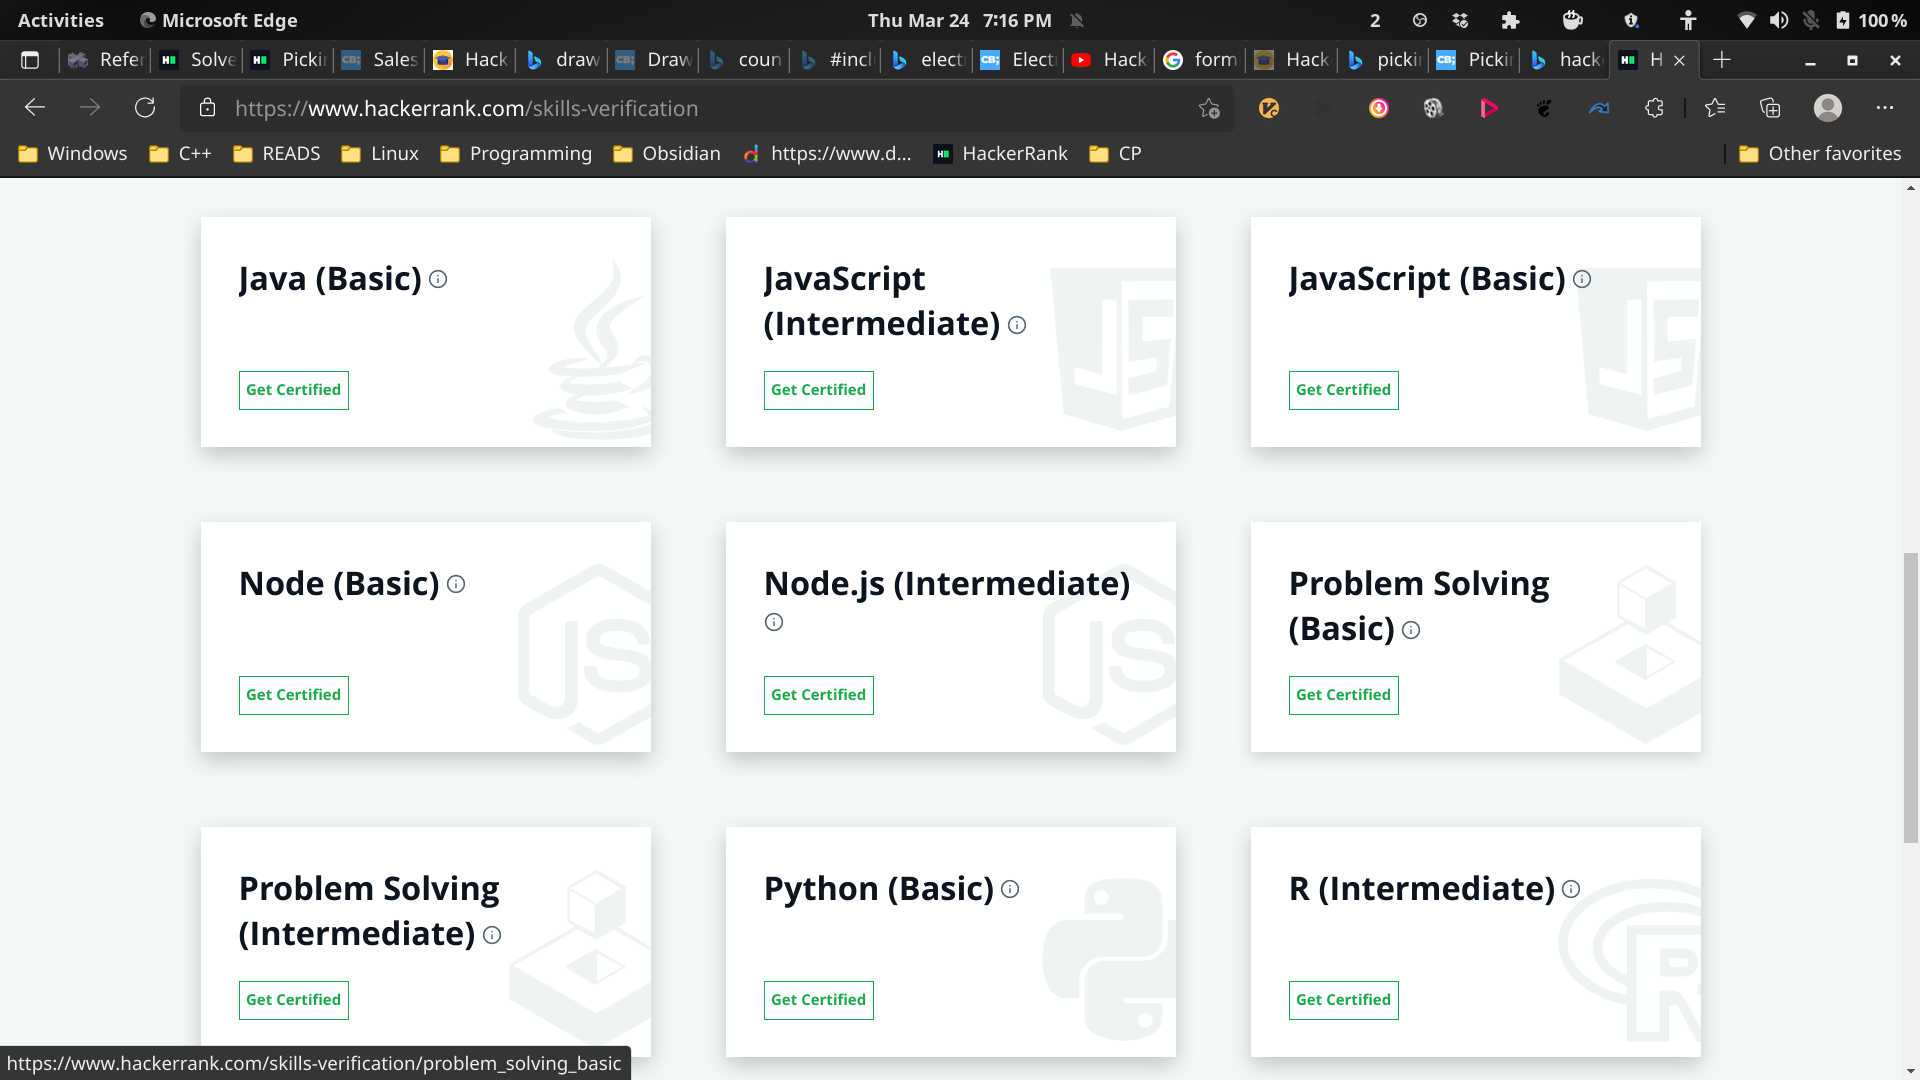 Activities Microsoft Edge Thu Mar 24 7:16 PM 2 100 %
Refer Solve Picki Sales Hack draw Draw coun #incl elect Elect Hack form Hack picki Picki hack H
https://www.hackerrank.com/skills-verification
Windows C++ READS Linux Programming Obsidian https://www.d... HackerRank CP Other favorites
Java (Basic)
Get Certified
JavaScript
(Intermediate)
Get Certified
JavaScript (Basic)
Get Certified
Node (Basic)
Get Certified
Node.js (Intermediate)
Get Certified
Problem Solving
(Basic)
Get Certified
Problem Solving
(Intermediate)
Get Certified
Python (Basic)
Get Certified
R (Intermediate)
Get Certified
https://www.hackerrank.com/skills-verification/problem_solving_basic